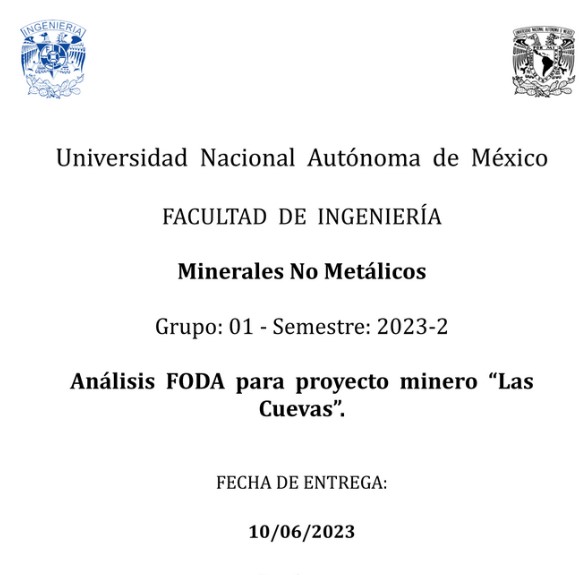 INGENIERIA
Universidad Nacional Autónoma de México
FACULTAD DE INGENIERÍA
Minerales No Metálicos
Grupo: 01 - Semestre: 2023-2
Análisis FODA para proyecto minero “Las
Cuevas”.
FECHA DE ENTREGA:
10/06/2023